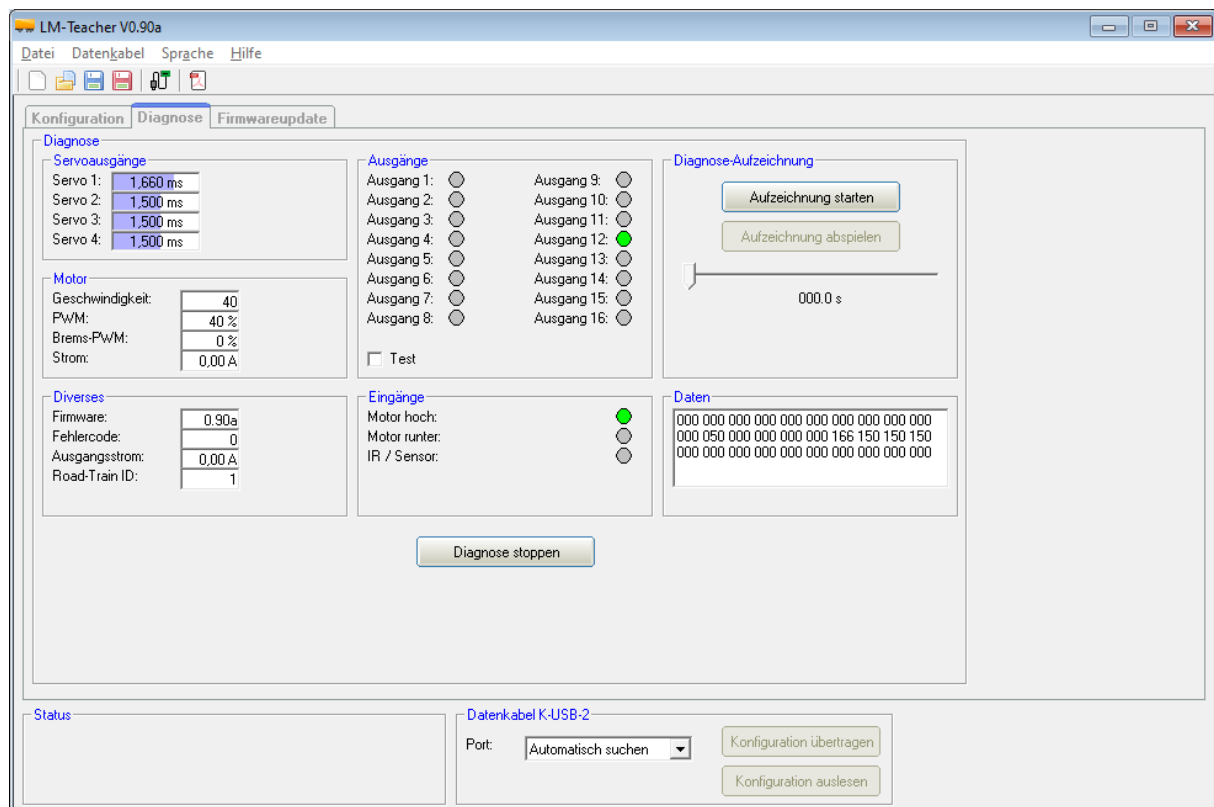 LM-Teacher V0.90a
Datei Datenkabel Sprache Hilfe
Konfiguration Diagnose Firmwareupdate
Diagnose
Servoausgänge
Servo 1: 1,660 ms
Servo 2: 1,500 ms
Servo 3: 1,500 ms
Servo 4: 1,500 ms
Motor
Geschwindigkeit: 40
PWM: 40 %
Brems-PWM: 0 %
Strom: 0,00 A
Diverses
Firmware: 0.90a
Fehlercode: 0
Ausgangsstrom: 0,00 A
Road-Train ID: 1
Ausgänge
Ausgang 1: Ausgang 9:
Ausgang 2: Ausgang 10:
Ausgang 3: Ausgang 11:
Ausgang 4: Ausgang 12:
Ausgang 5: Ausgang 13:
Ausgang 6: Ausgang 14:
Ausgang 7: Ausgang 15:
Ausgang 8: Ausgang 16:
Test
Eingänge
Motor hoch:
Motor runter:
IR / Sensor:
Diagnose-Aufzeichnung
Aufzeichnung starten
Aufzeichnung abspielen
000.0 s
Daten
000 000 000 000 000 000 000 000 000 000
000 050 000 000 000 000 166 150 150 150
000 000 000 000 000 000 000 000 000 000
Diagnose stoppen
Status
Datenkabel K-USB-2
Port: Automatisch suchen
Konfiguration übertragen
Konfiguration auslesen